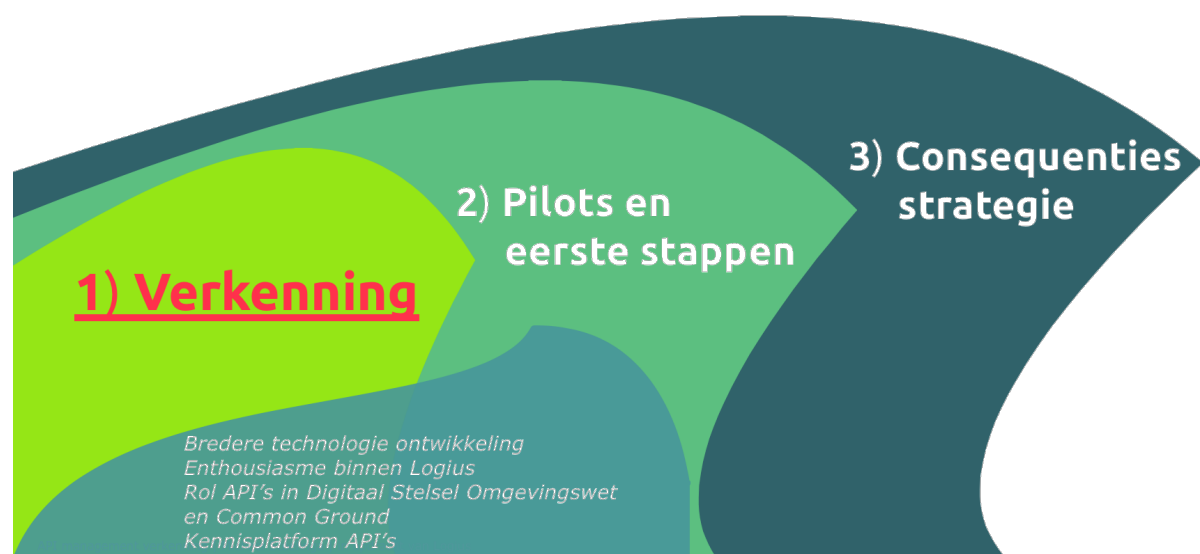 3) Consequenties
strategie
2) Pilots en
eerste stappen
1) Verkenning
Bredere technologie ontwikkeling
Enthousiasme binnen Logius
Rol API’s in Digitaal Stelsel Omgevingswet
en Common Ground
Kennisplatform API’s